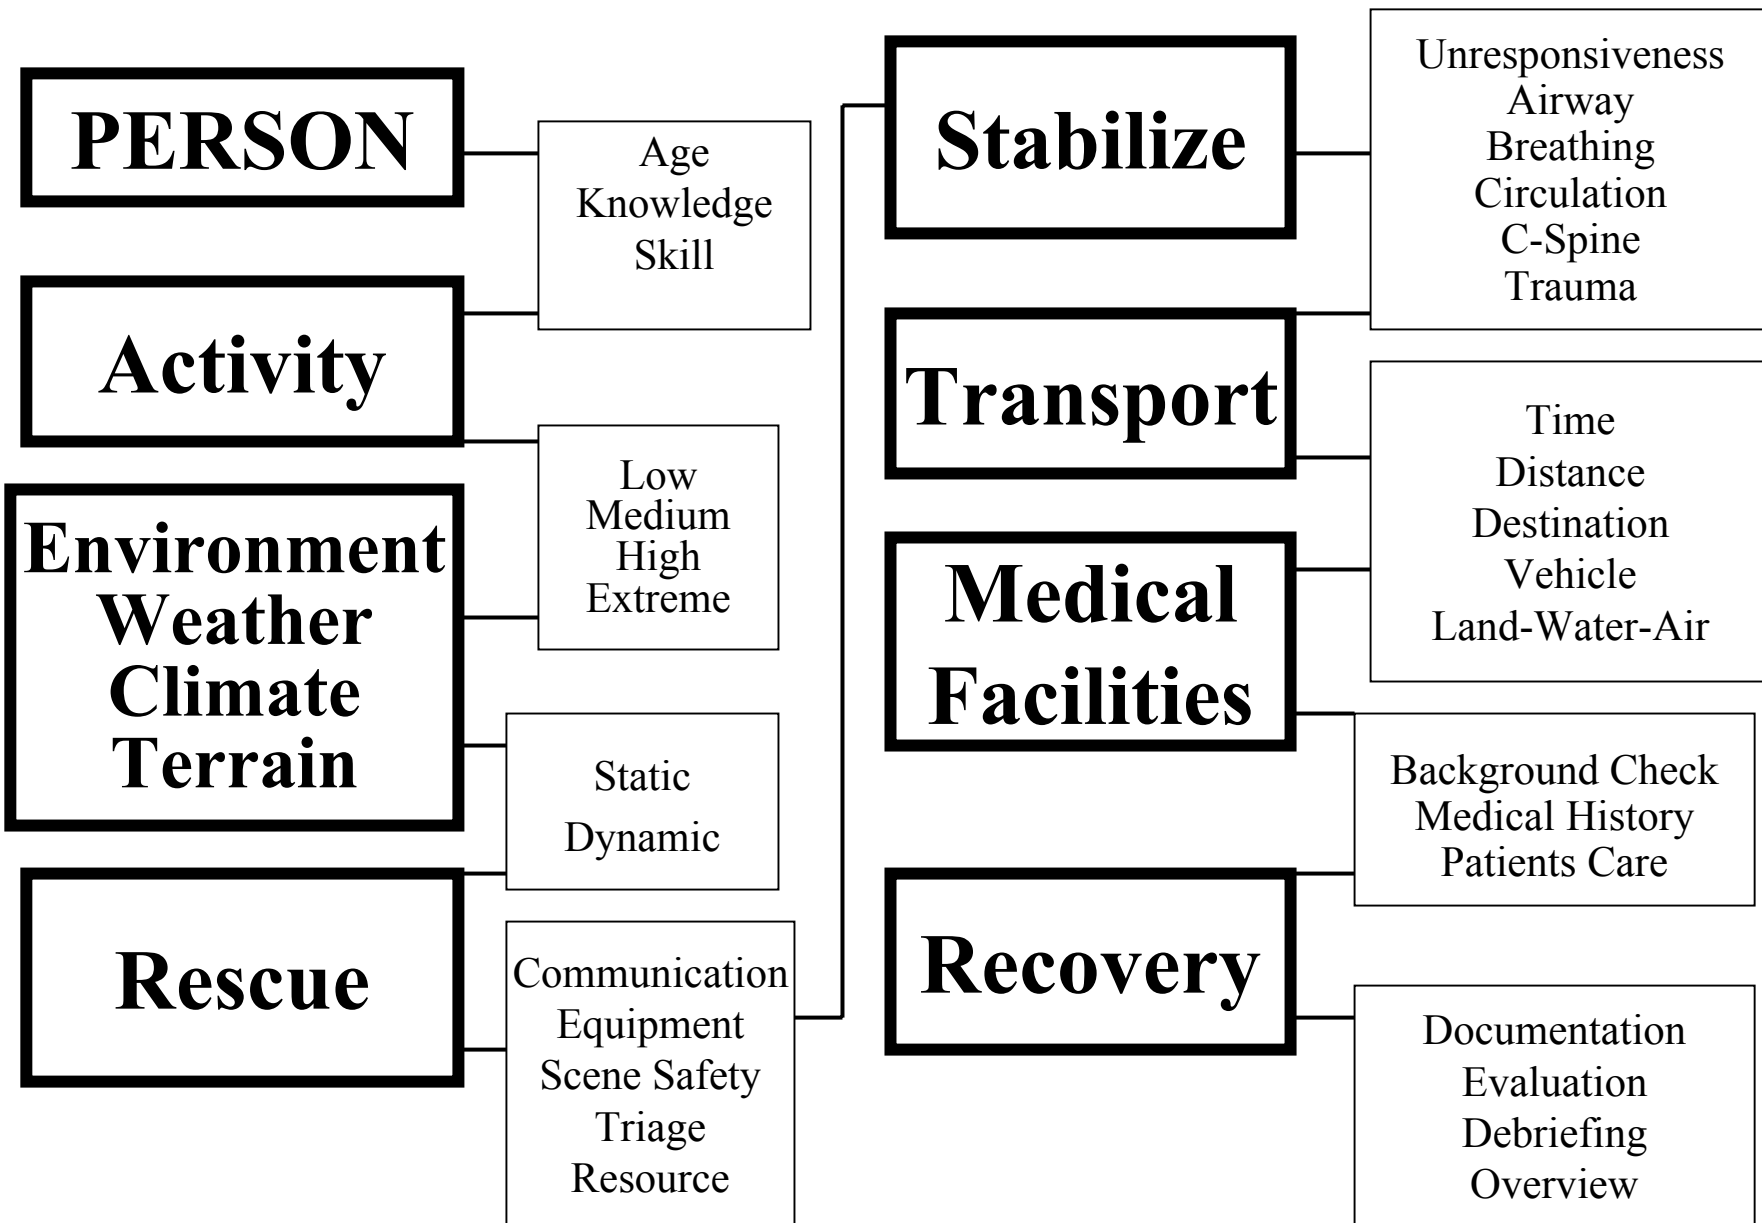 PERSON
Age
Knowledge
Skill
Activity
Low
Medium
High
Extreme
Environment
Weather
Climate
Terrain
Static
Dynamic
Rescue
Communication
Equipment
Scene Safety
Triage
Resource
Stabilize
Unresponsiveness
Airway
Breathing
Circulation
C-Spine
Trauma
Transport
Time
Distance
Destination
Vehicle
Land-Water-Air
Medical
Facilities
Background Check
Medical History
Patients Care
Recovery
Documentation
Evaluation
Debriefing
Overview